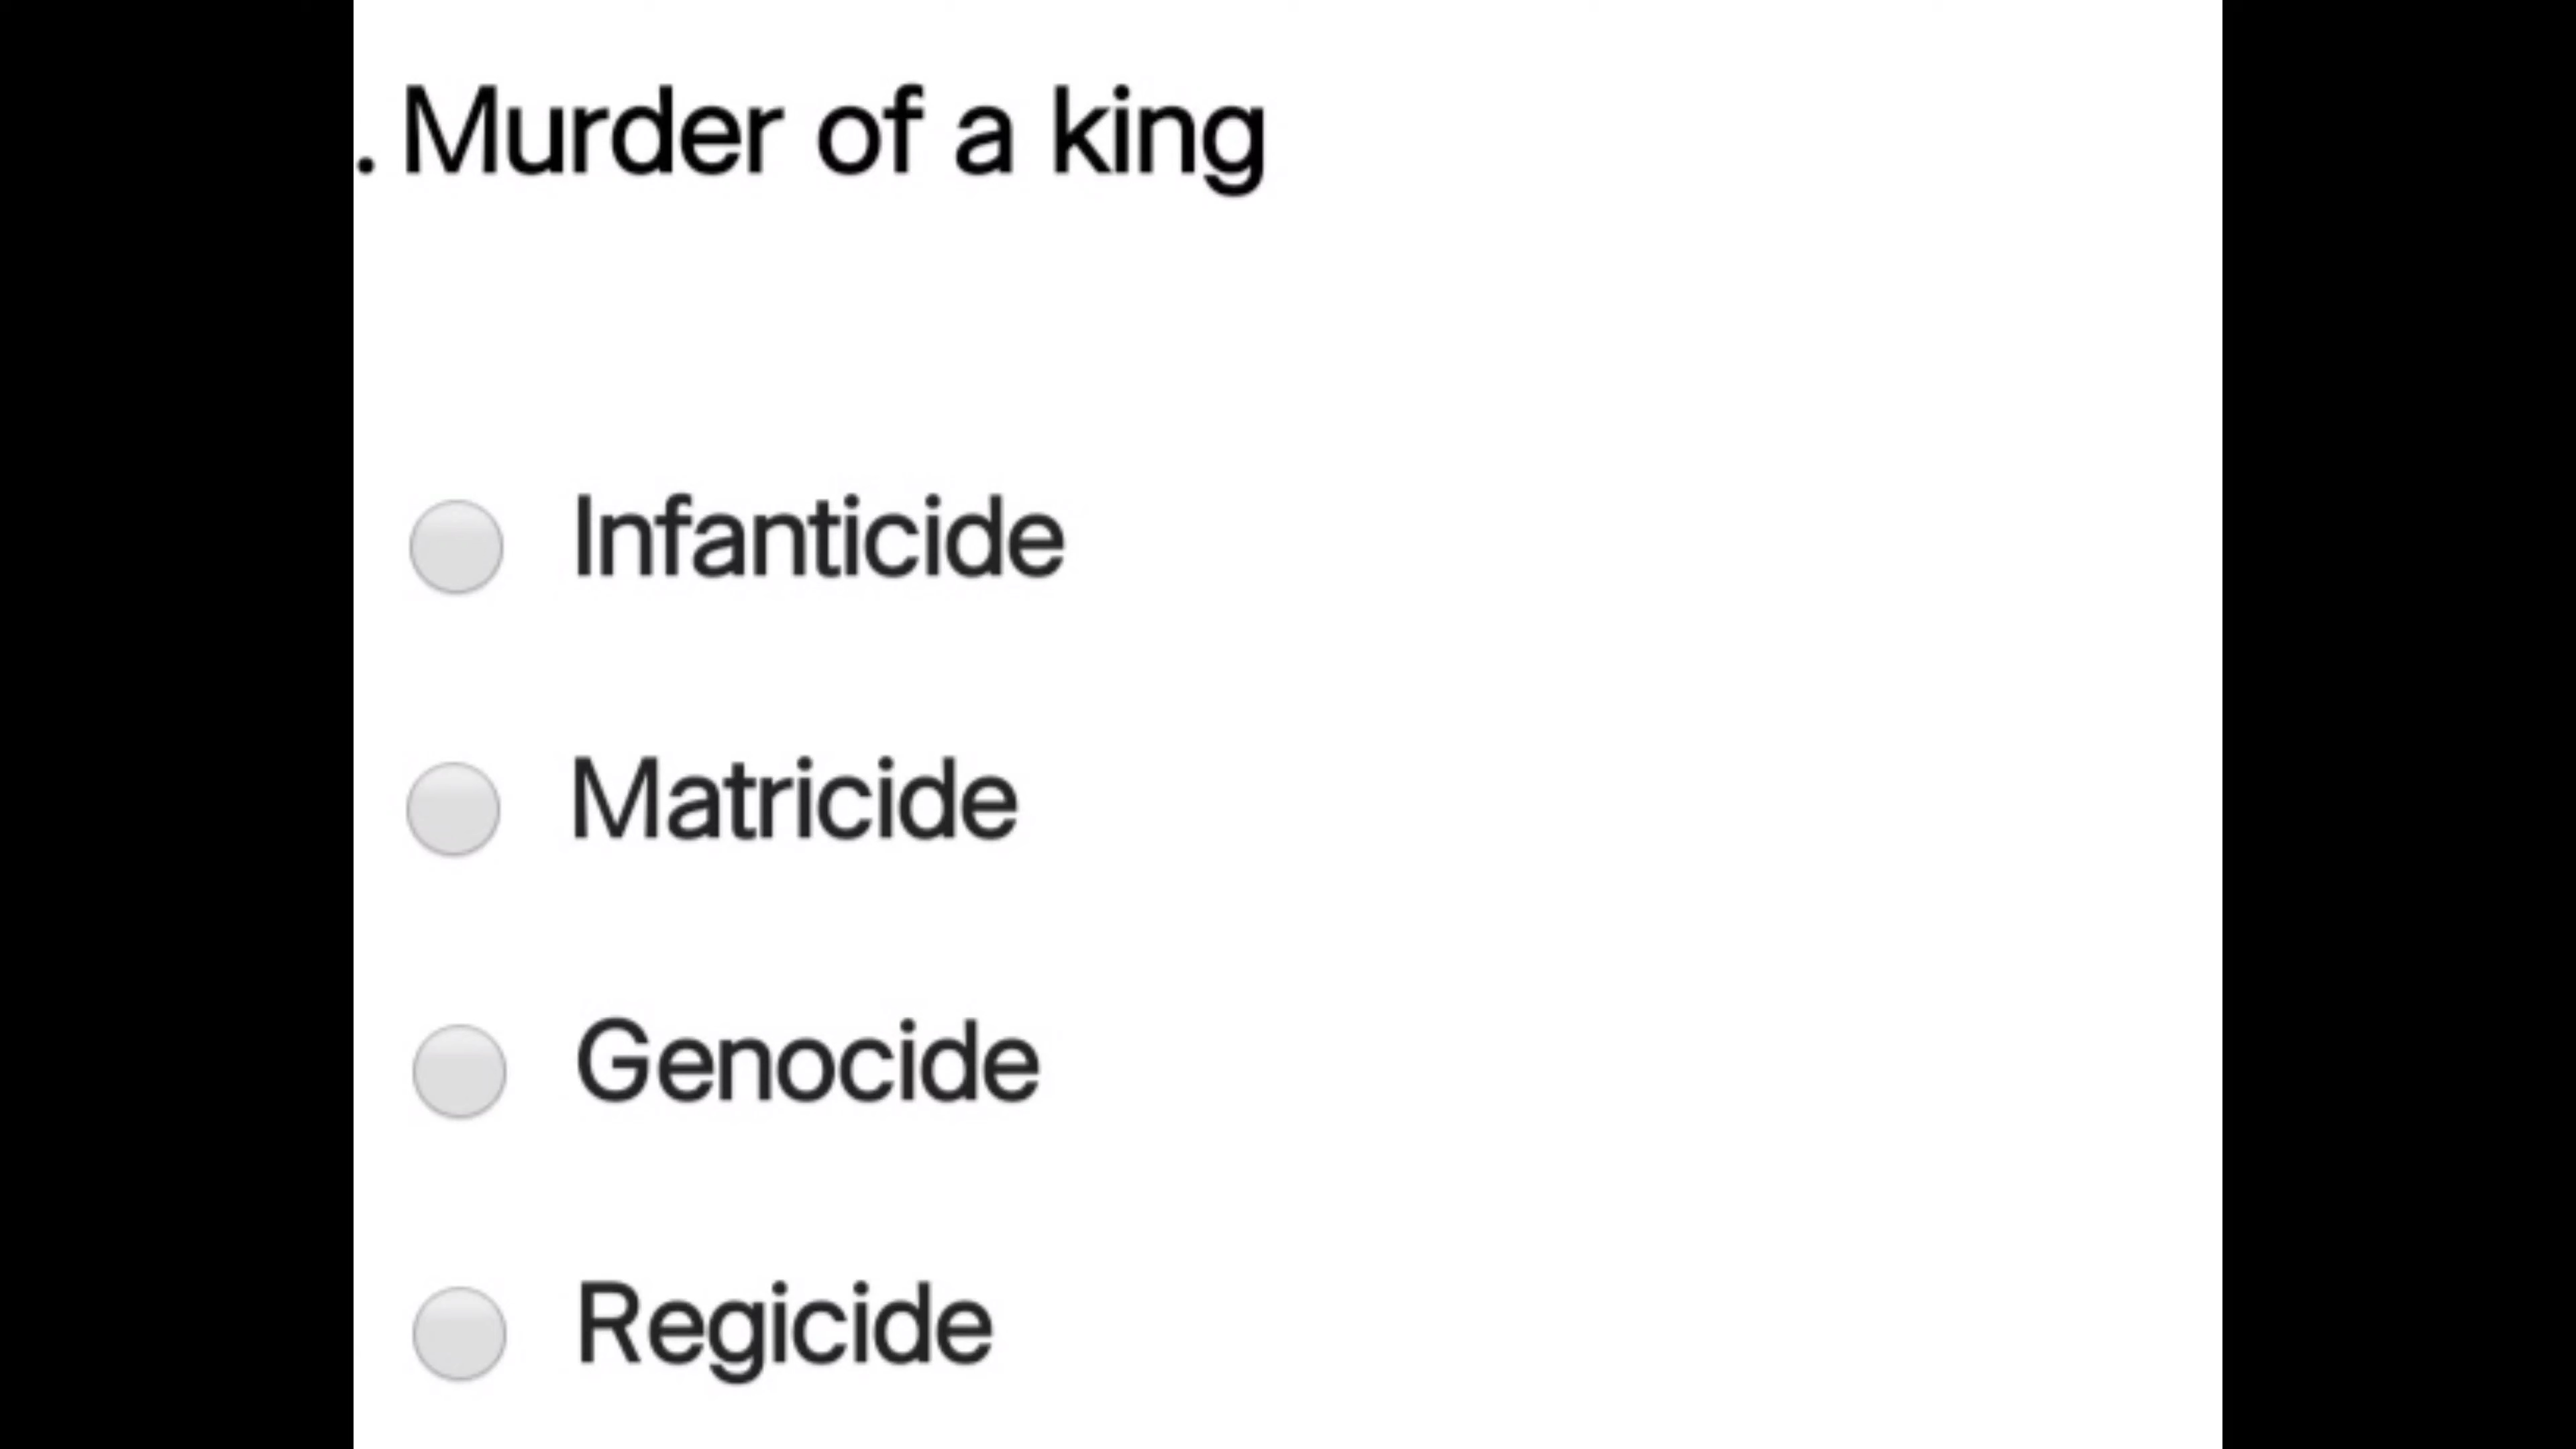 . Murder of a king
Infanticide
Matricide
Genocide
Regicide